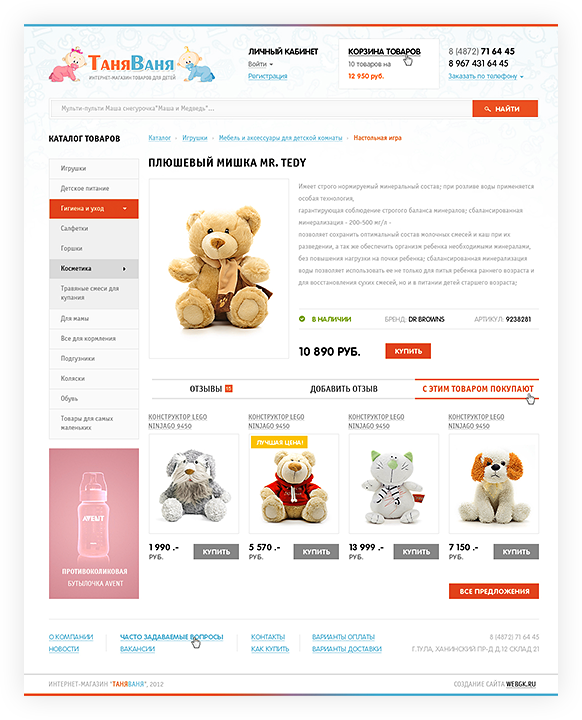 ТаняВаня
ИНТЕРНЕТ-МАГАЗИН ТОВАРОВ ДЛЯ ДЕТЕЙ
ЛИЧНЫЙ КАБИНЕТ
Войти
Регистрация
КОРЗИНА ТОВАРОВ
10 товаров на
12 950 руб.
8 (4872) 71 64 45
8 967 431 64 45
Заказать по телефону
Мульти-пульти Маша снегурочка"Маша и Медведь"...
НАЙТИ
КАТАЛОГ ТОВАРОВ
Игрушки
Детское питание
Гигиена и уход
Салфетки
Горшки
Косметика
Травяные смеси для
купания
Для мамы
Все для кормления
Подгузники
Коляски
Обувь
Товары для самых
маленьких
AVENT
ПРОТИВОКОЛИКОВАЯ
БУТЫЛОЧКА AVENT
Каталог - Игрушки - Мебель и аксессуары для детской комнаты - Настольная игра
ПЛЮШЕВЫЙ МИШКА MR. TEDY
Имеет строго нормируемый минеральный состав; при розливе воды применяется
особая технология,
гарантирующая соблюдение строгого баланса минералов; сбалансированная
минерализация - 200-500 мг/л -
позволяет сохранить оптимальный состав молочных смесей и каш при их
разведении, а так же обеспечить организм ребенка необходимыми минералами,
без повышения нагрузки на почки ребенка; сбалансированная минерализация
воды позволяет использовать ее не только для питья ребенка раннего возраста и
для восстановления сухих смесей, но и в питании детей старшего возраста;
В НАЛИЧИИ
БРЕНД: DR BROWNS
АРТИКУЛ: 9238281
10 890 РУБ.
КУПИТЬ
ОТЗЫВЫ
ДОБАВИТЬ ОТЗЫВ
С ЭТИМ ТОВАРОМ ПОКУПАЮТ
КОНСТРУКТОР LEGO
NINJAGO 9450
1 990 .-
РУБ.
КУПИТЬ
КОНСТРУКТОР LEGO
NINJAGO 9450
ЛУЧШАЯ ЦЕНА!
5 570 .-
РУБ.
КУПИТЬ
КОНСТРУКТОР LEGO
NINJAGO 9450
13 999 .-
РУБ.
КУПИТЬ
КОНСТРУКТОР LEGO
NINJAGO 9450
7 150 .-
РУБ.
КУПИТЬ
ВСЕ ПРЕДЛОЖЕНИЯ
О КОМПАНИИ
НОВОСТИ
ЧАСТО ЗАДАВАЕМЫЕ ВОПРОСЫ
ВАКАНСИИ
КОНТАКТЫ
КАК КУПИТЬ
ВАРИАНТЫ ОПЛАТЫ
ВАРИАНТЫ ДОСТАВКИ
8 (4872) 71 64 45
Г.ТУЛА, ХАНИНСКИЙ ПР-Д Д.12 СКЛАД 21
ИНТЕРНЕТ-МАГАЗИН "ТАНЯВАНЯ", 2012
СОЗДАНИЕ САЙТА WEBGK.RU